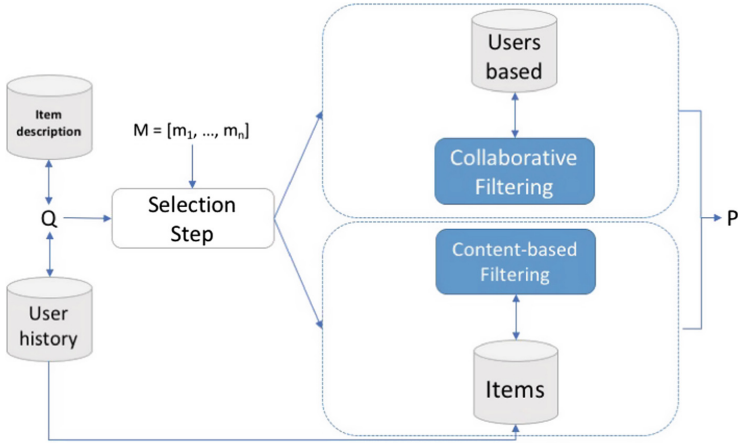 Users
based
Item
description
M = [m₁, ..., mₙ]
Collaborative
Filtering
Q
Selection
Step
P
Content-based
Filtering
User
history
Items